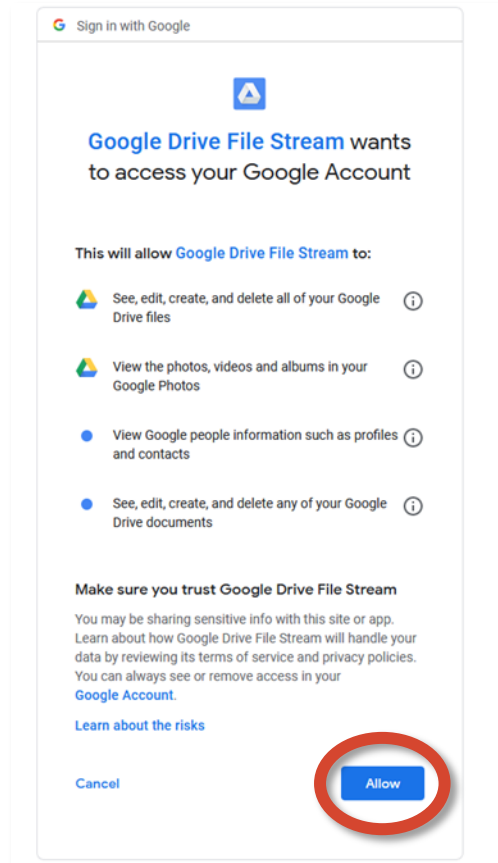 Sign in with Google
Google Drive File Stream wants
to access your Google Account
This will allow Google Drive File Stream to:
See, edit, create, and delete all of your Google
Drive files
View the photos, videos and albums in your
Google Photos
View Google people information such as profiles
and contacts
See, edit, create, and delete any of your Google
Drive documents
Make sure you trust Google Drive File Stream
You may be sharing sensitive info with this site or app.
Learn about how Google Drive File Stream will handle your
data by reviewing its terms of service and privacy policies.
You can always see or remove access in your
Google Account.
Learn about the risks
Cancel
Allow